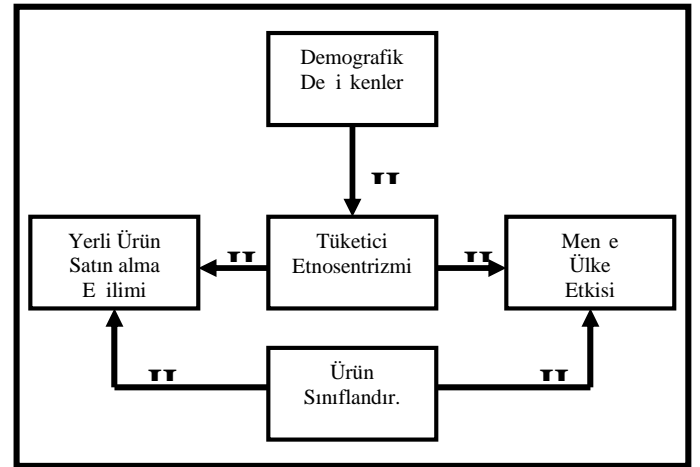 Demografik
De i kenler
Yerli Ürün
Satın alma
E ilimi
Tüketici
Etnosentrizmi
Men e
Ülke
Etkisi
Ürün
Sınıflandır.